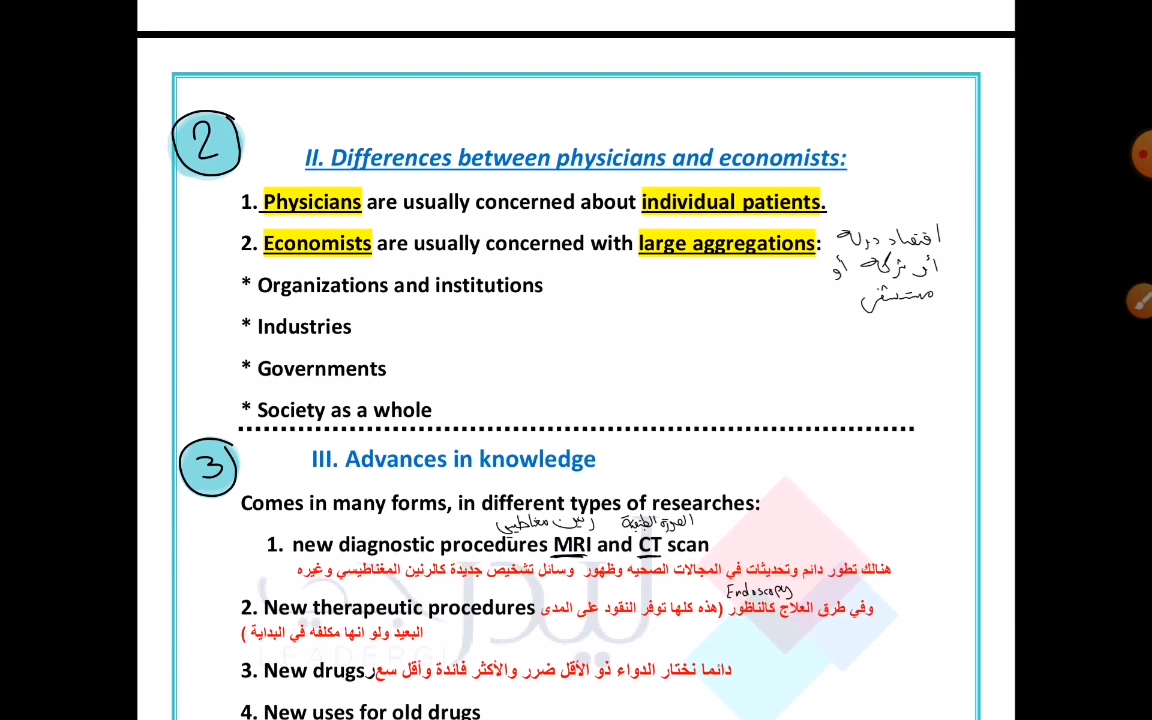 2
II. Differences between physicians and economists:
1. Physicians are usually concerned about individual patients.
2. Economists are usually concerned with large aggregations:
اقتصاد دولة
أو شركة أو
مستشفى
* Organizations and institutions
* Industries
* Governments
* Society as a whole
3
III. Advances in knowledge
Comes in many forms, in different types of researches:
رنين مغناطيسي
1. new diagnostic procedures MRI and CT scan
هنالك تطور دائم وتحديثات في المجالات الصحيه وظهور وسائل تشخيص جديدة كالرنين المغناطيسي وغيره
Endoscopy
2. New therapeutic procedures وفي طرق العلاج كالناظور (هذه كلها توفر النقود على المدى
البعيد ولو انها مكلفه في البداية )
3. New drugs دائما نختار الدواء ذو الأقل ضرر والأكثر فائدة وأقل سعر
4. New uses for old drugs
ليدر